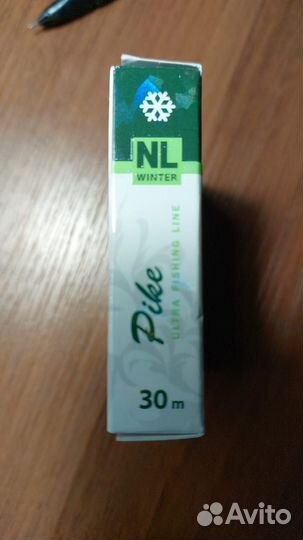 NL
WINTER
Pike
ULTRA FISHING LINE
30 m
Avito